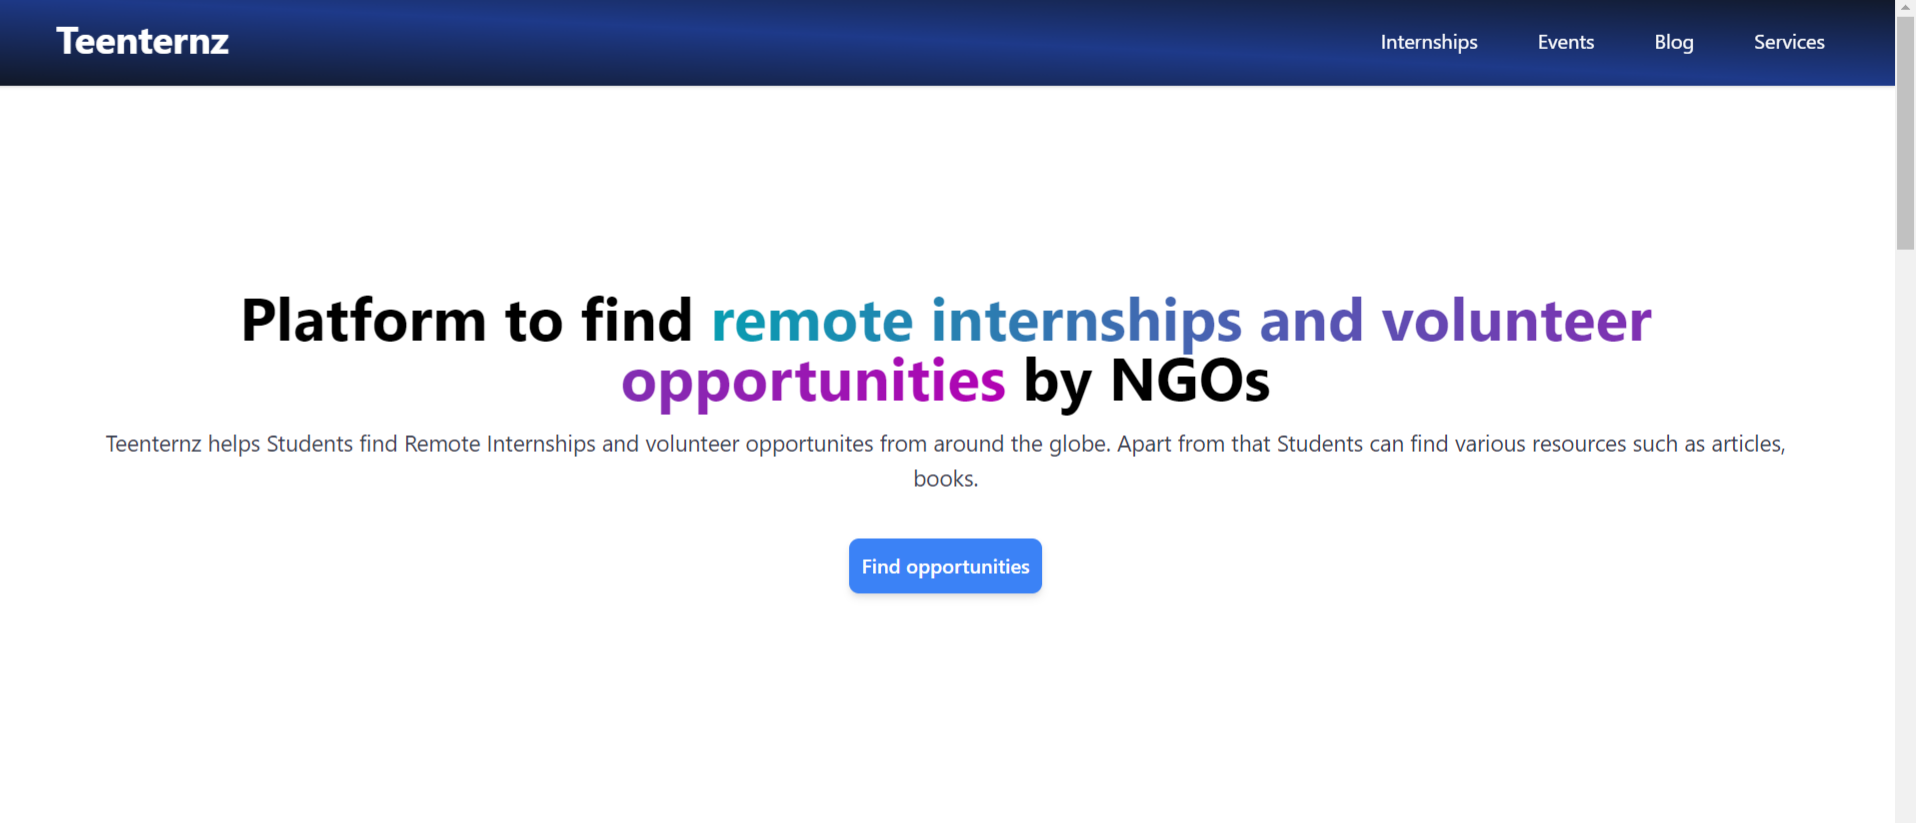 Teenternz
Internships
Events
Blog
Services
Platform to find remote internships and volunteer
opportunities by NGOs
Teenternz helps Students find Remote Internships and volunteer opportunites from around the globe. Apart from that Students can find various resources such as articles,
books.
Find opportunities